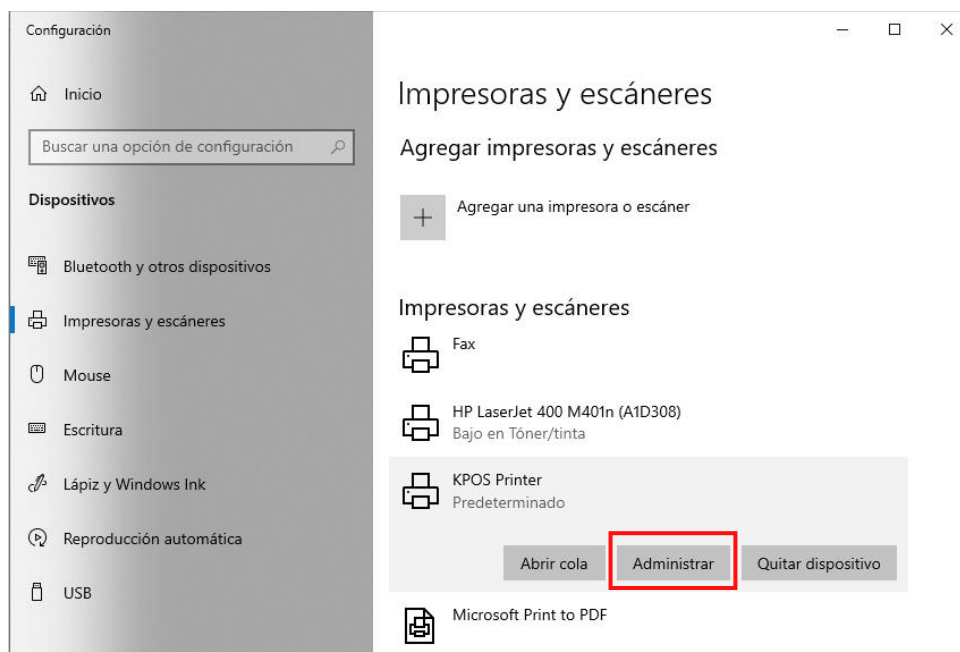 Configuración
Inicio
Buscar una opción de configuración
Dispositivos
Bluetooth y otros dispositivos
Impresoras y escáneres
Mouse
Escritura
Lápiz y Windows Ink
Reproducción automática
USB
Impresoras y escáneres
Agregar impresoras y escáneres
Agregar una impresora o escáner
Impresoras y escáneres
Fax
HP LaserJet 400 M401n (A1D308)
Bajo en Tóner/tinta
KPOS Printer
Predeterminado
Abrir cola Administrar Quitar dispositivo
Microsoft Print to PDF